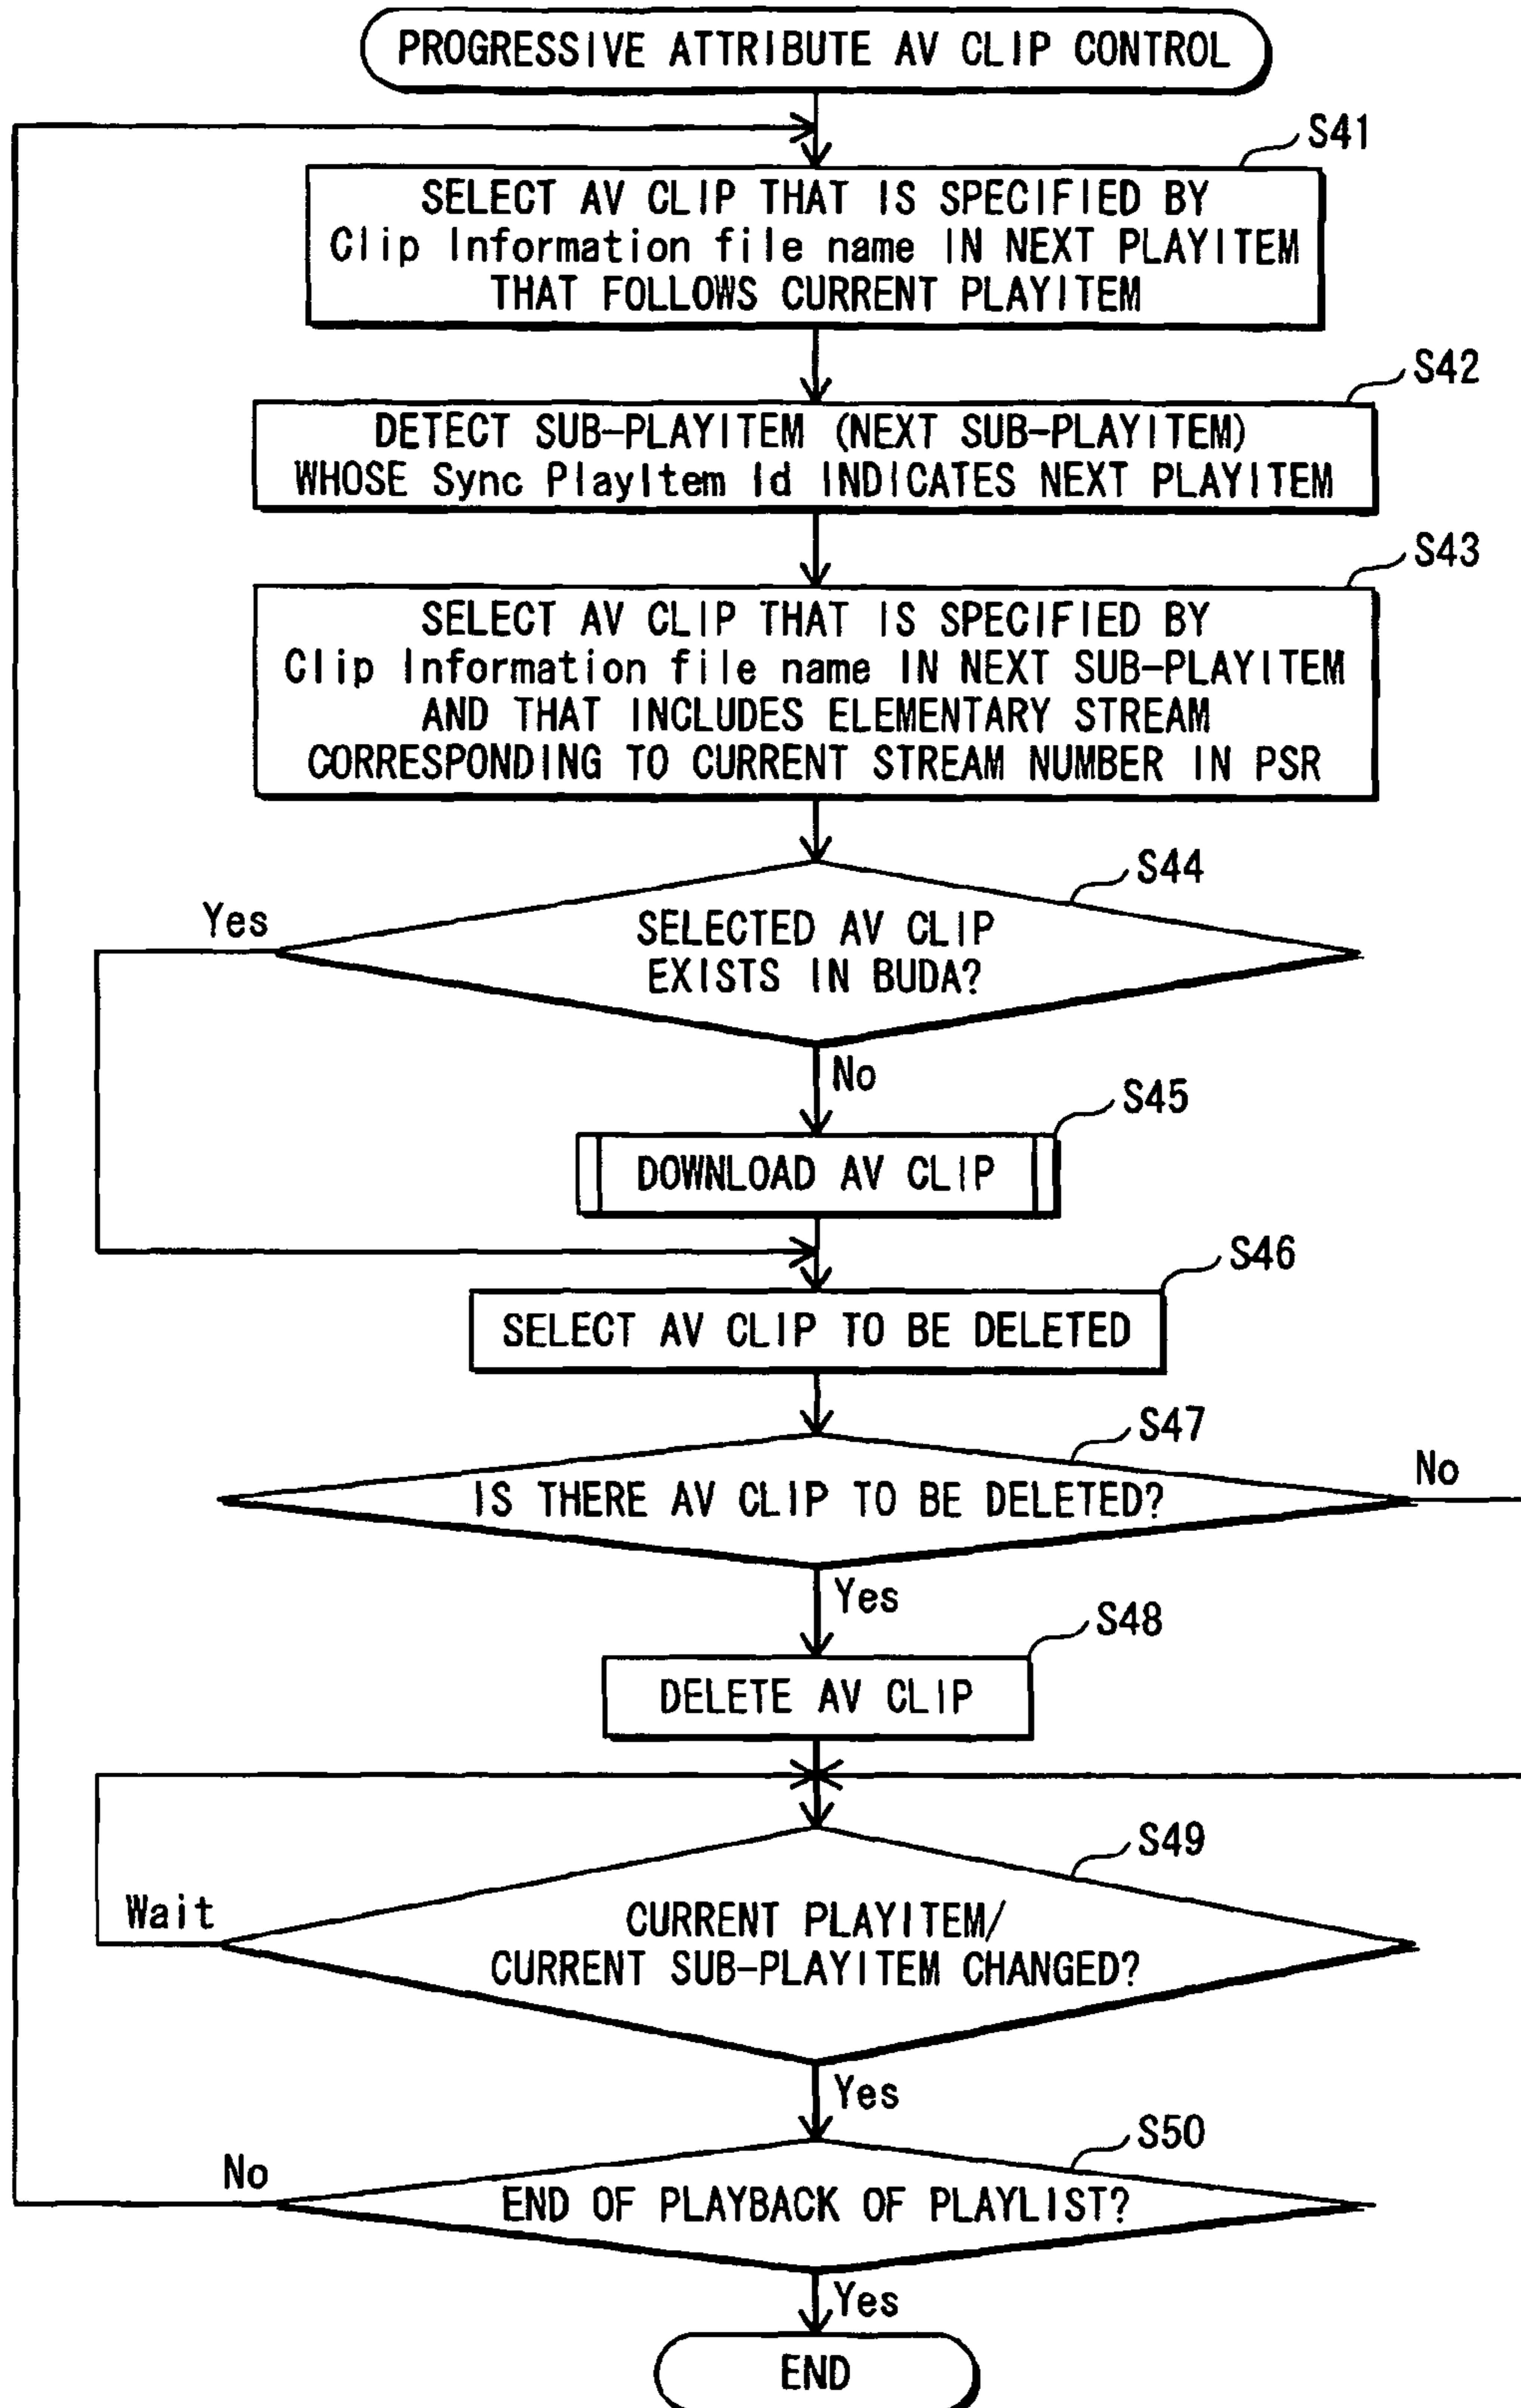 PROGRESSIVE ATTRIBUTE AV CLIP CONTROL
S41
SELECT AV CLIP THAT IS SPECIFIED BY
Clip Information file name IN NEXT PLAYITEM
THAT FOLLOWS CURRENT PLAYITEM
S42
DETECT SUB-PLAYITEM (NEXT SUB-PLAYITEM)
WHOSE Sync PlayItem Id INDICATES NEXT PLAYITEM
S43
SELECT AV CLIP THAT IS SPECIFIED BY
Clip Information file name IN NEXT SUB-PLAYITEM
AND THAT INCLUDES ELEMENTARY STREAM
CORRESPONDING TO CURRENT STREAM NUMBER IN PSR
S44
Yes
SELECTED AV CLIP
EXISTS IN BUDA?
No
S45
DOWNLOAD AV CLIP
S46
SELECT AV CLIP TO BE DELETED
S47
No
IS THERE AV CLIP TO BE DELETED?
Yes
S48
DELETE AV CLIP
S49
Wait
CURRENT PLAYITEM/
CURRENT SUB-PLAYITEM CHANGED?
Yes
S50
No
END OF PLAYBACK OF PLAYLIST?
Yes
END